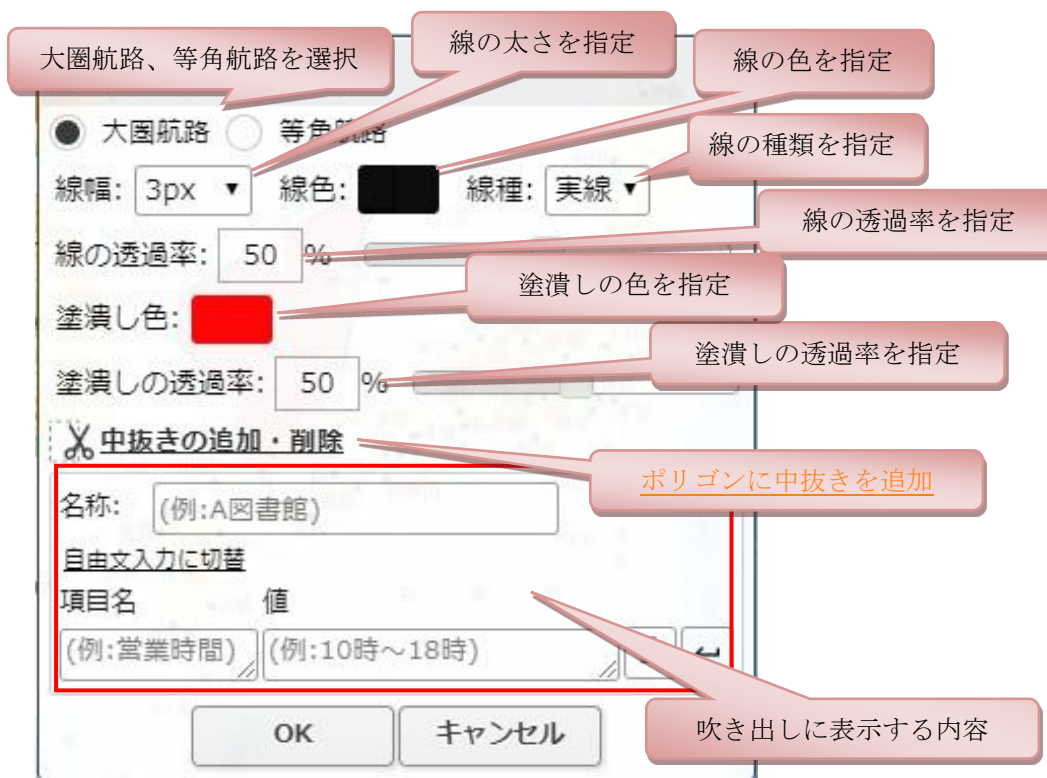 大圏航路、等角航路を選択
線の太さを指定
線の色を指定
大圏航路 等角航路
線の種類を指定
線幅: 3px 線色: 線種: 実線
線の透過率を指定
線の透過率: 50 %
塗潰しの色を指定
塗潰し色:
塗潰しの透過率を指定
塗潰しの透過率: 50 %
中抜きの追加・削除
ポリゴンに中抜きを追加
名称: (例:A図書館)
自由文入力に切替
項目名 値
(例:営業時間) (例:10時～18時)
吹き出しに表示する内容
OK キャンセル